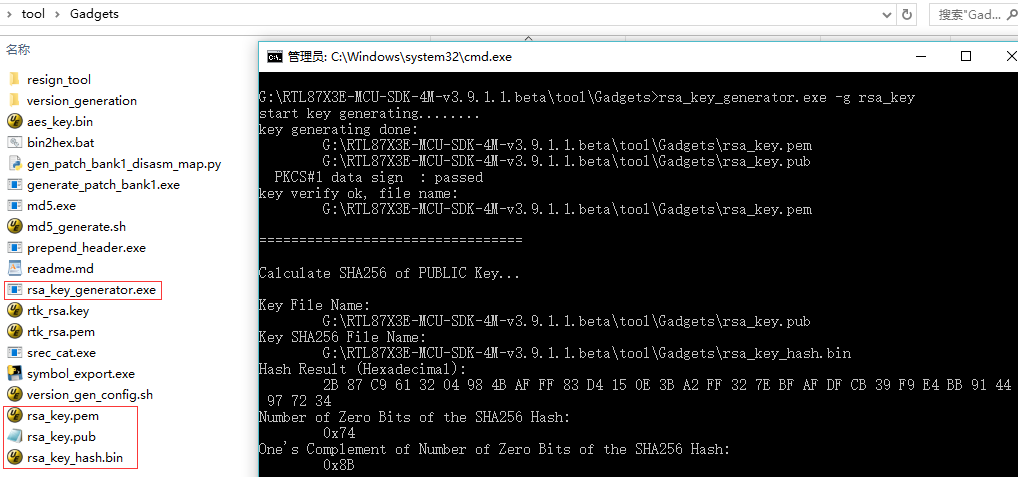 tool > Gadgets
搜索"Gad...
名称
resign_tool
version_generation
aes_key.bin
bin2hex.bat
gen_patch_bank1_disasm_map.py
generate_patch_bank1.exe
md5.exe
md5_generate.sh
prepend_header.exe
readme.md
rsa_key_generator.exe
rtk_rsa.key
rtk_rsa.pem
srec_cat.exe
symbol_export.exe
version_gen_config.sh
rsa_key.pem
rsa_key.pub
rsa_key_hash.bin
管理员: C:\Windows\system32\cmd.exe
G:\RTL87X3E-MCU-SDK-4M-v3.9.1.1.beta\tool\Gadgets>rsa_key_generator.exe -g rsa_key
start key generating........
key generating done:
G:\RTL87X3E-MCU-SDK-4M-v3.9.1.1.beta\tool\Gadgets\rsa_key.pem
G:\RTL87X3E-MCU-SDK-4M-v3.9.1.1.beta\tool\Gadgets\rsa_key.pub
PKCS#1 data sign  : passed
key verify ok, file name:
G:\RTL87X3E-MCU-SDK-4M-v3.9.1.1.beta\tool\Gadgets\rsa_key.pem
=================================
Calculate SHA256 of PUBLIC Key...
Key File Name:
G:\RTL87X3E-MCU-SDK-4M-v3.9.1.1.beta\tool\Gadgets\rsa_key.pub
Key SHA256 File Name:
G:\RTL87X3E-MCU-SDK-4M-v3.9.1.1.beta\tool\Gadgets\rsa_key_hash.bin
Hash Result (Hexadecimal):
2B 87 C9 61 32 04 98 4B AF FF 83 D4 15 0E 3B A2 FF 32 7E BF AF DF CB 39 F9 E4 BB 91 44
97 72 34
Number of Zero Bits of the SHA256 Hash:
0x74
One's Complement of Number of Zero Bits of the SHA256 Hash:
0x8B